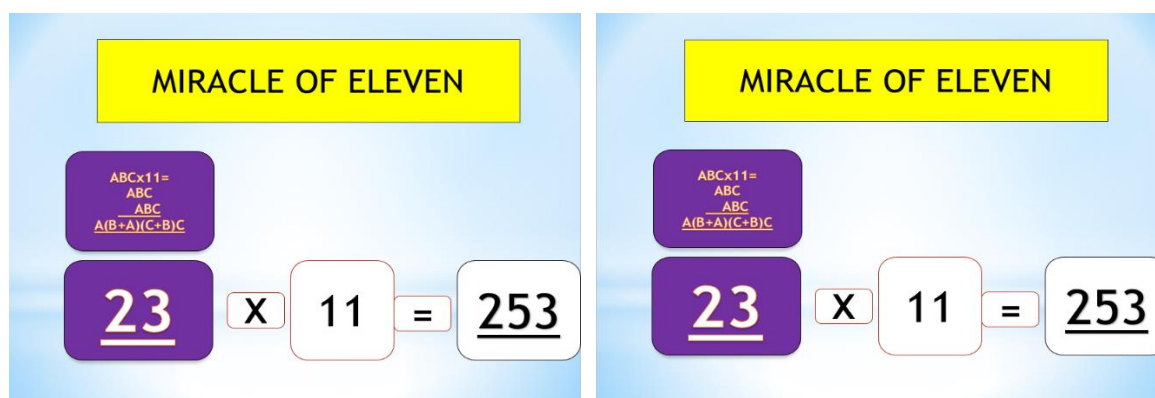 MIRACLE OF ELEVEN
ABCx11=
ABC
ABC
A(B+A)(C+B)C
23 X 11 = 253
MIRACLE OF ELEVEN
ABCx11=
ABC
ABC
A(B+A)(C+B)C
23 X 11 = 253